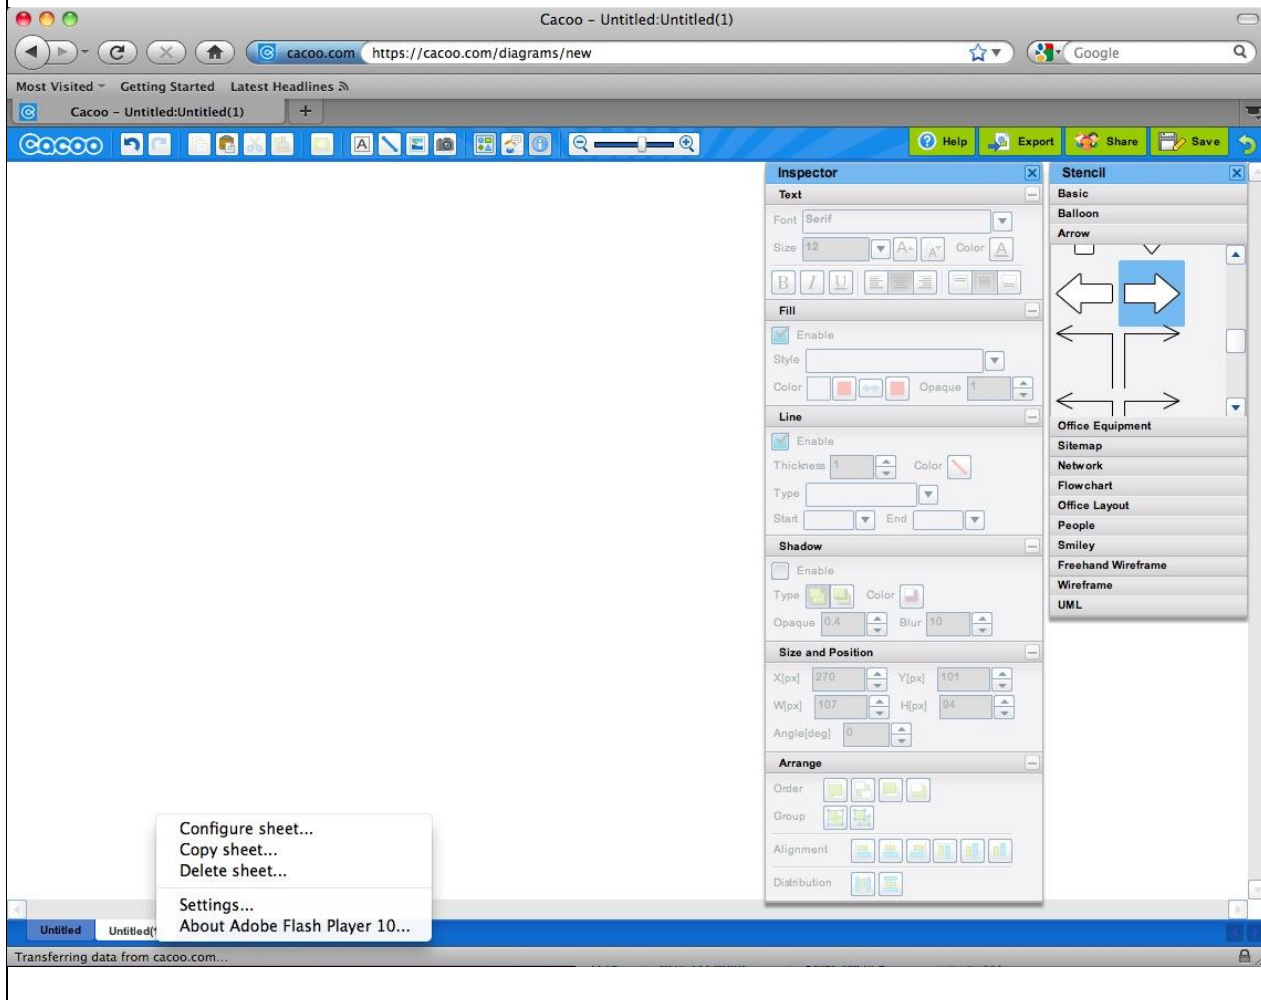 Cacoo – Untitled:Untitled(1)
cacoo.com https://cacoo.com/diagrams/new Google
Most Visited Getting Started Latest Headlines
Cacoo – Untitled:Untitled(1) +
Cacoo Help Export Share Save
Inspector
Text
Font Serif
Size 12 A A Color A
B I U
Fill
Enable
Style
Color Opaque 1
Line
Enable
Thickness 1 Color
Type
Start End
Shadow
Enable
Type Color
Opaque 0.4 Blur 10
Size and Position
X[px] 270 Y[px] 101
W[px] 107 H[px] 94
Angle[deg] 0
Arrange
Order
Group
Alignment
Distribution
Stencil
Basic
Balloon
Arrow
Office Equipment
Sitemap
Network
Flowchart
Office Layout
People
Smiley
Freehand Wireframe
Wireframe
UML
Configure sheet...
Copy sheet...
Delete sheet...
Settings...
About Adobe Flash Player 10...
Untitled Untitled(
Transferring data from cacoo.com...